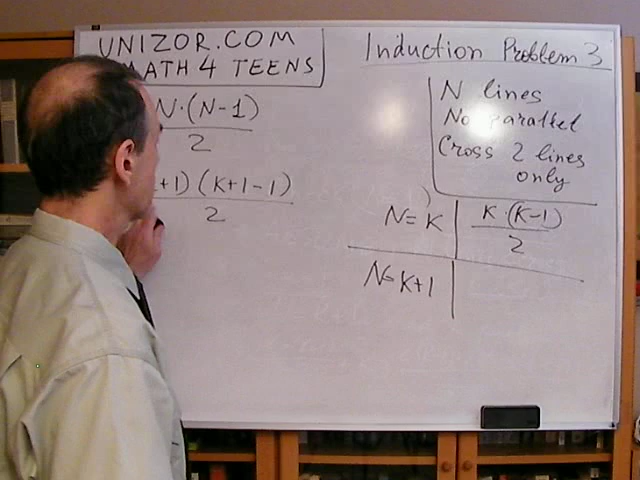 UNIZOR.COM
MATH 4 TEENS
Induction Problem 3
N·(N-1)
2
+1)(K+1-1)
2
N lines
No parallel
Cross 2 lines
only
N=K
K·(K-1)
2
N=K+1